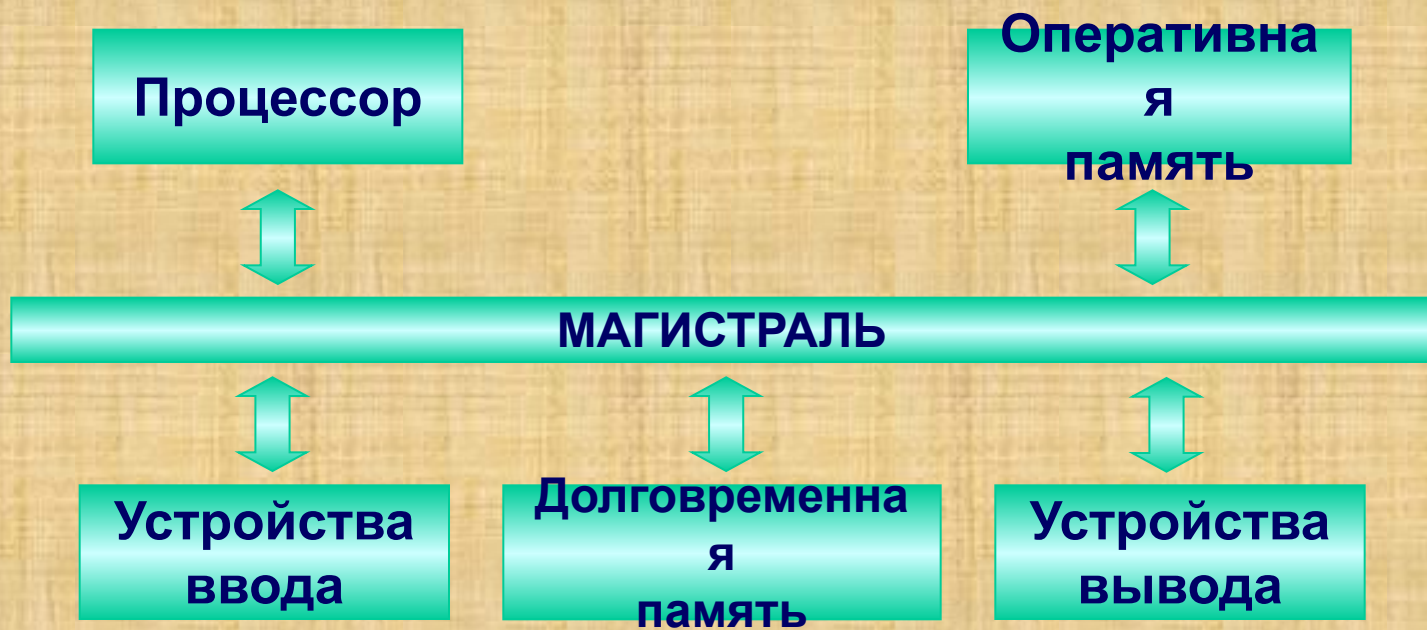 Процессор
Оперативна
я
память
МАГИСТРАЛЬ
Устройства
ввода
Долговременна
я
память
Устройства
вывода